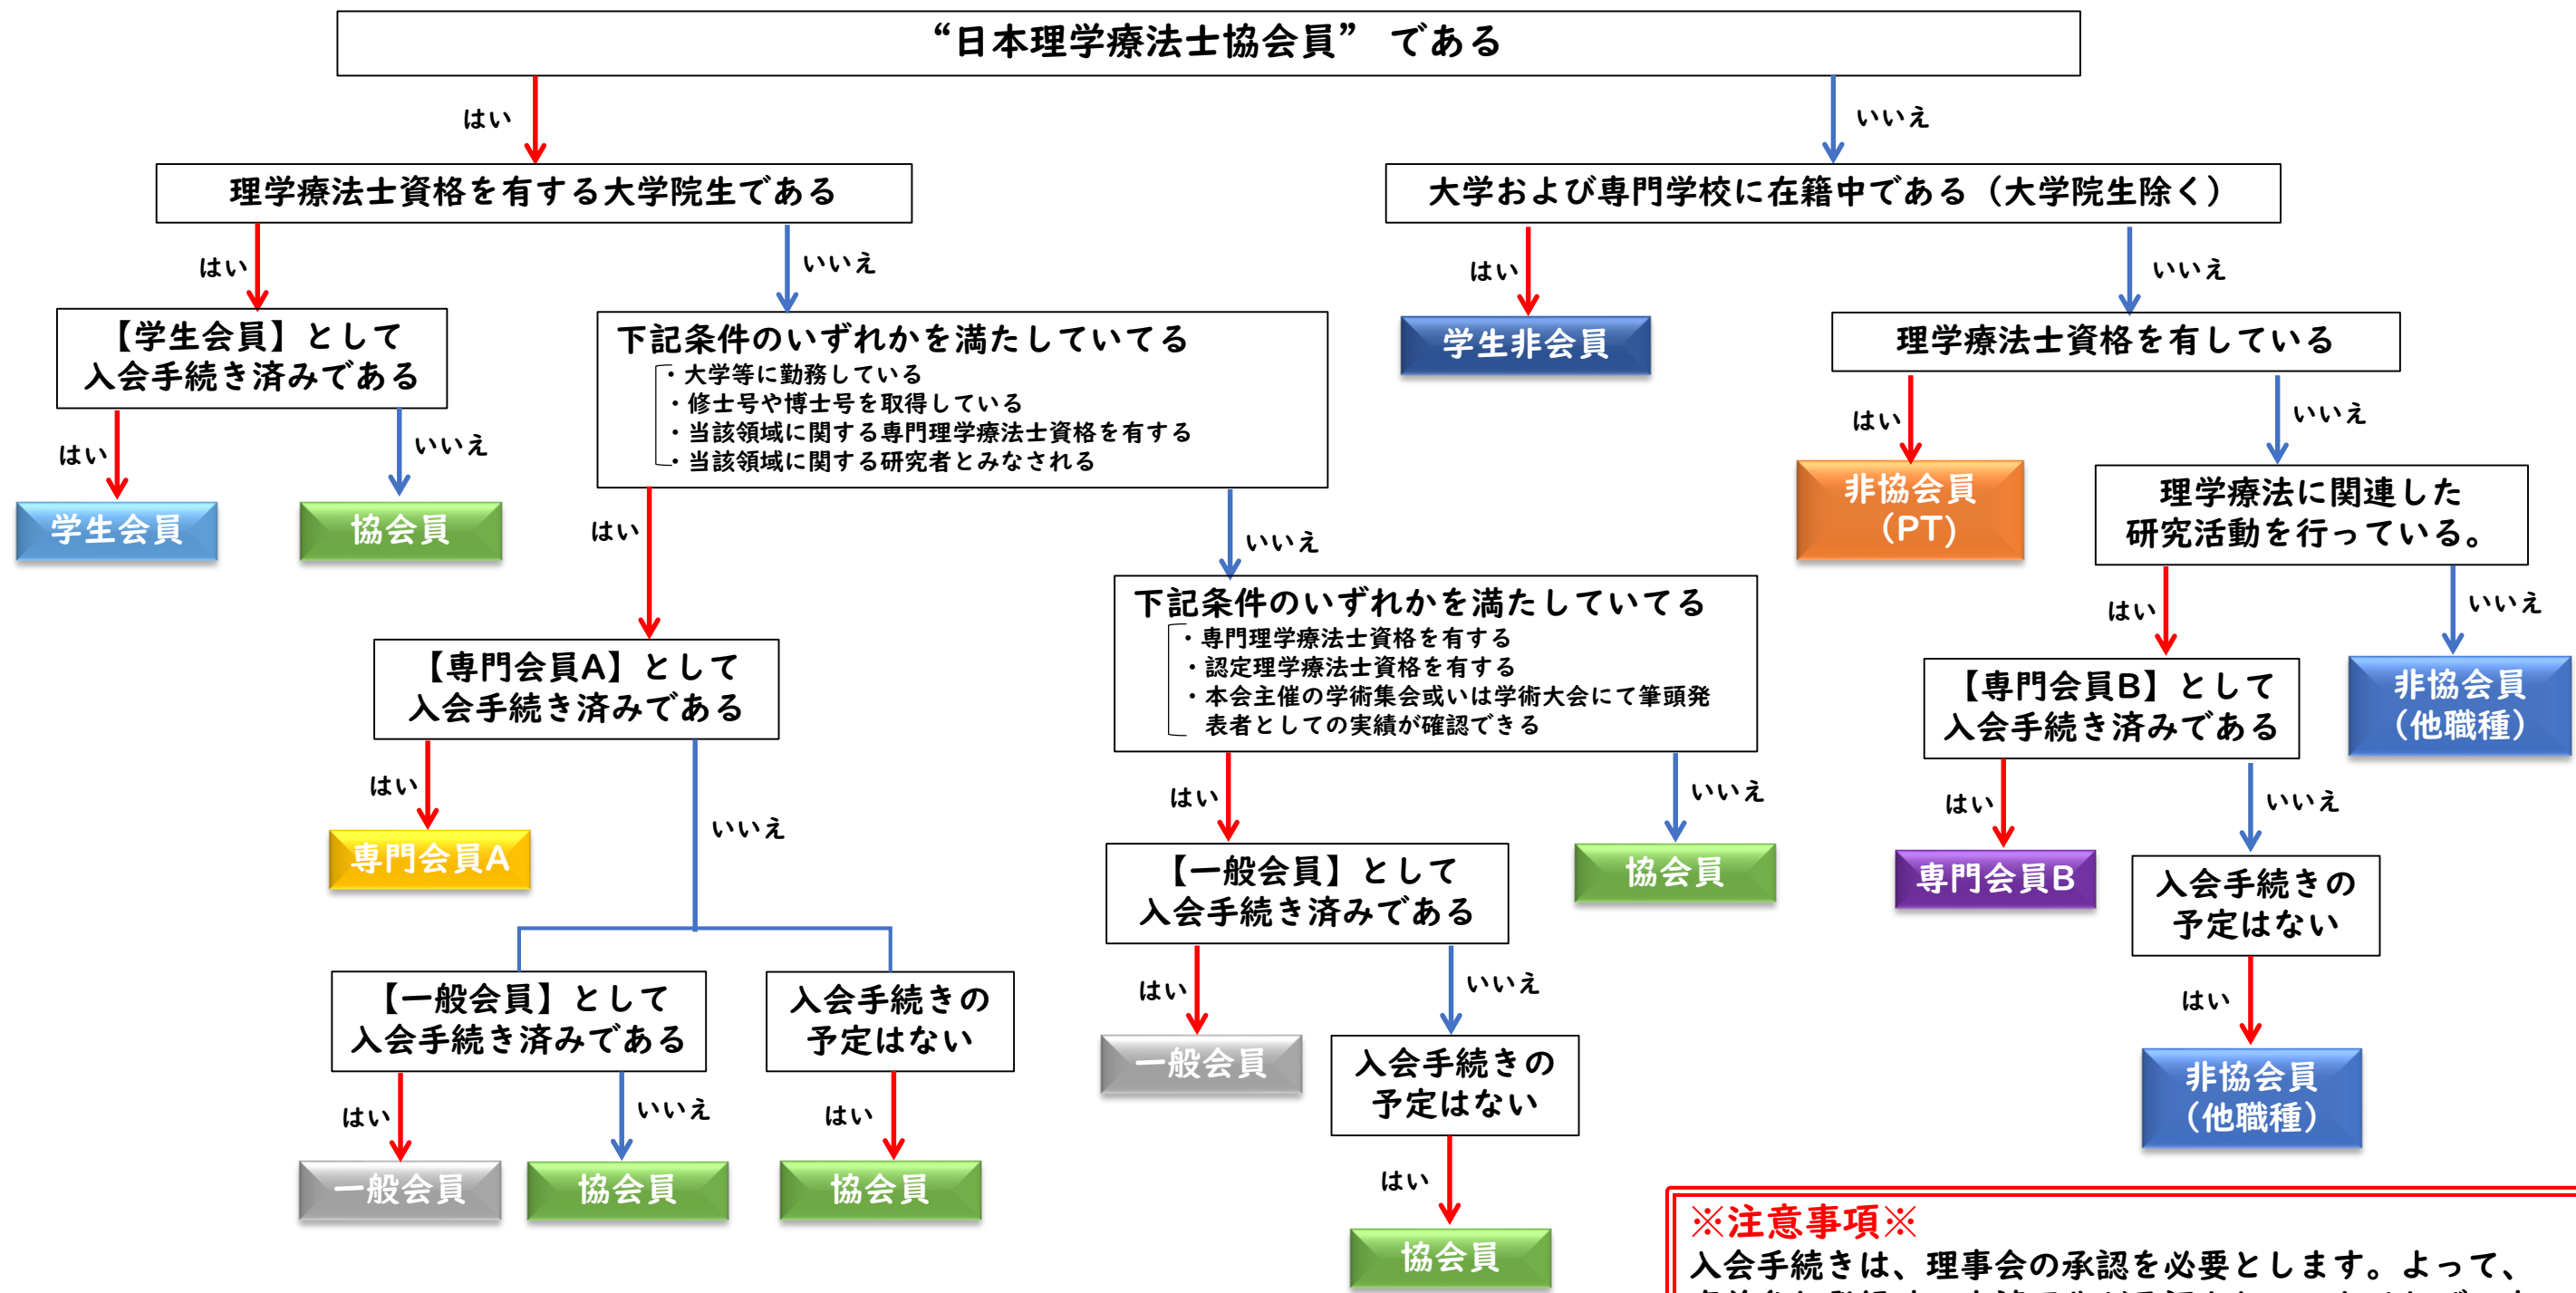 “日本理学療法士協会員” である
はい
いいえ
理学療法士資格を有する大学院生である
大学および専門学校に在籍中である（大学院生除く）
はい
いいえ
はい
いいえ
【学生会員】として
入会手続き済みである
下記条件のいずれかを満たしていてる
・大学等に勤務している
・修士号や博士号を取得している
・当該領域に関する専門理学療法士資格を有する
・当該領域に関する研究者とみなされる
学生非会員
理学療法士資格を有している
はい
いいえ
はい
いいえ
学生会員
協会員
はい
いいえ
非協会員
（PT)
理学療法に関連した
研究活動を行っている。
下記条件のいずれかを満たしていてる
・専門理学療法士資格を有する
・認定理学療法士資格を有する
・本会主催の学術集会或いは学術大会にて筆頭発
表者としての実績が確認できる
はい
いいえ
【専門会員A】として
入会手続き済みである
【専門会員B】として
入会手続き済みである
非協会員
（他職種）
はい
いいえ
はい
いいえ
はい
いいえ
専門会員A
【一般会員】として
入会手続き済みである
協会員
専門会員B
入会手続きの
予定はない
【一般会員】として
入会手続き済みである
入会手続きの
予定はない
はい
いいえ
はい
一般会員
入会手続きの
予定はない
非協会員
（他職種）
はい
いいえ
はい
はい
一般会員
協会員
協会員
協会員
※注意事項※
入会手続きは、理事会の承認を必要とします。よって、